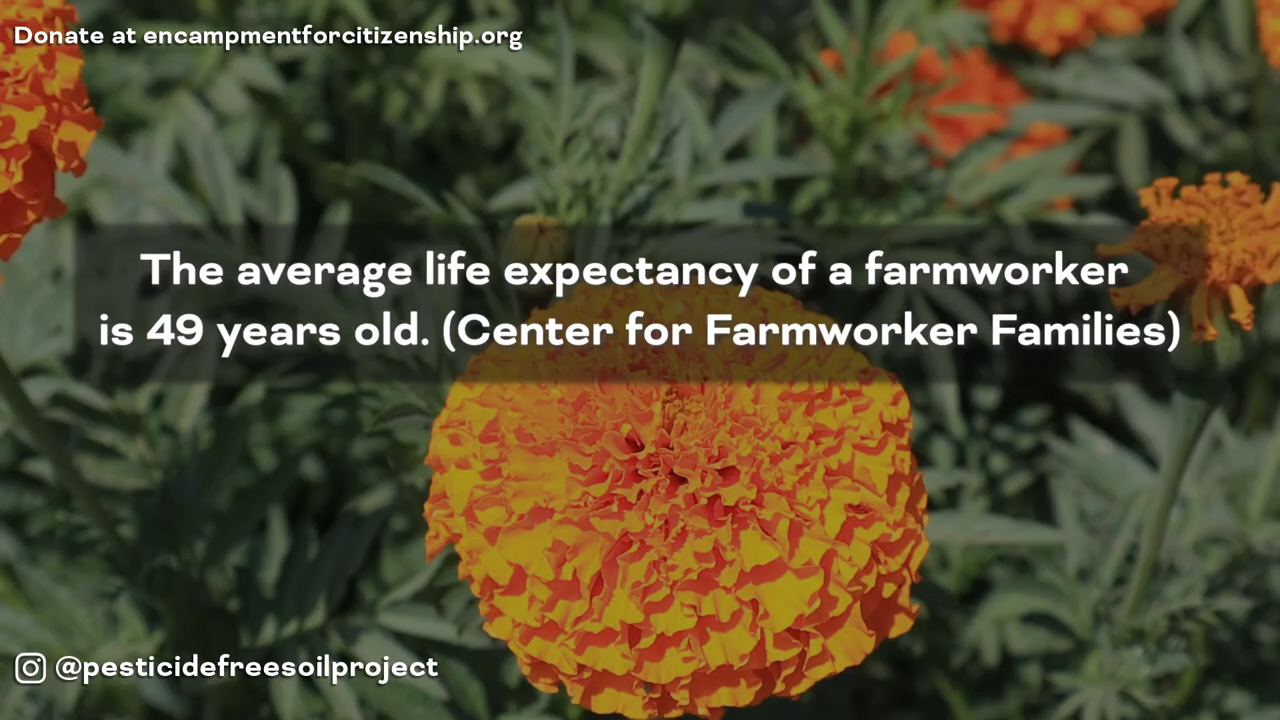 Donate at encampmentforcitizenship.org
The average life expectancy of a farmworker
is 49 years old. (Center for Farmworker Families)
@pesticidefreesoilproject